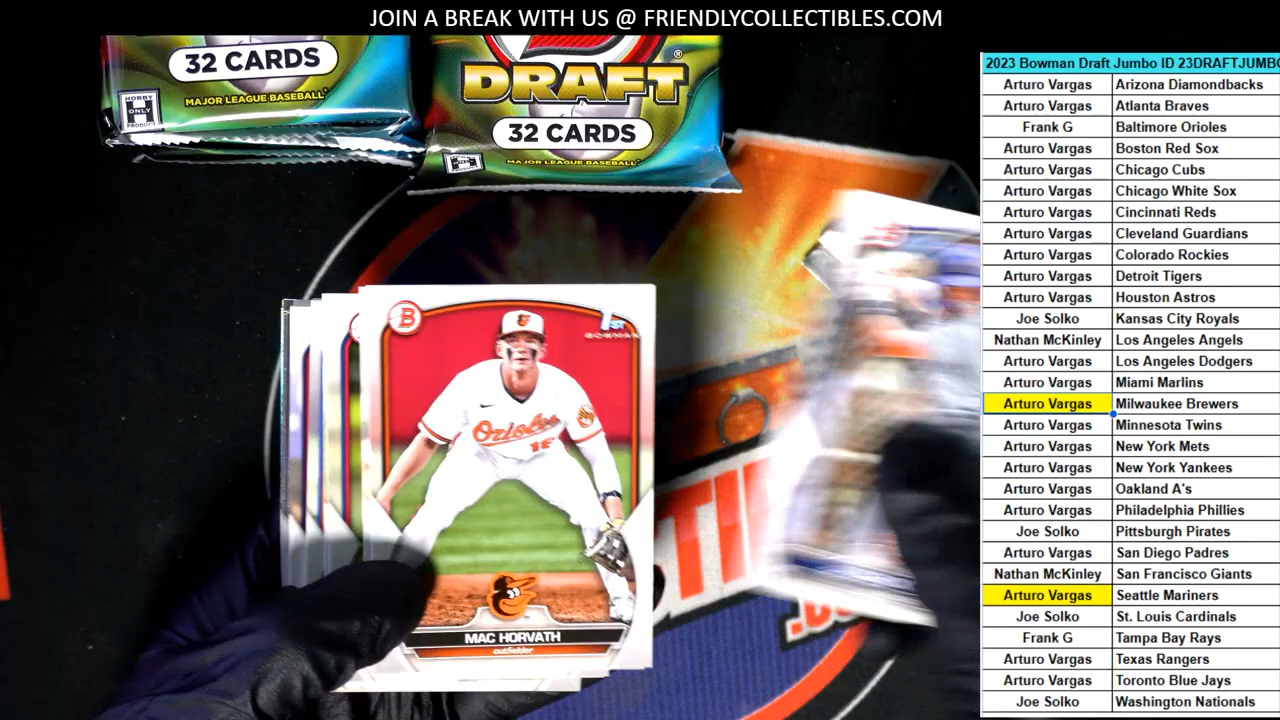 JOIN A BREAK WITH US @ FRIENDLYCOLLECTIBLES.COM
32 CARDS
MAJOR LEAGUE BASEBALL
HOBBY
ONLY
PRODUCT
DRAFT
®
32 CARDS
MAJOR LEAGUE BASEBALL
B
1ST
BOWMAN
Orioles
16
MAC HORVATH
outfielder
2023 Bowman Draft Jumbo ID 23DRAFTJUMBO
Arturo Vargas Arizona Diamondbacks
Arturo Vargas Atlanta Braves
Frank G Baltimore Orioles
Arturo Vargas Boston Red Sox
Arturo Vargas Chicago Cubs
Arturo Vargas Chicago White Sox
Arturo Vargas Cincinnati Reds
Arturo Vargas Cleveland Guardians
Arturo Vargas Colorado Rockies
Arturo Vargas Detroit Tigers
Arturo Vargas Houston Astros
Joe Solko Kansas City Royals
Nathan McKinley Los Angeles Angels
Arturo Vargas Los Angeles Dodgers
Arturo Vargas Miami Marlins
Arturo Vargas Milwaukee Brewers
Arturo Vargas Minnesota Twins
Arturo Vargas New York Mets
Arturo Vargas New York Yankees
Arturo Vargas Oakland A's
Arturo Vargas Philadelphia Phillies
Joe Solko Pittsburgh Pirates
Arturo Vargas San Diego Padres
Nathan McKinley San Francisco Giants
Arturo Vargas Seattle Mariners
Joe Solko St. Louis Cardinals
Frank G Tampa Bay Rays
Arturo Vargas Texas Rangers
Arturo Vargas Toronto Blue Jays
Joe Solko Washington Nationals